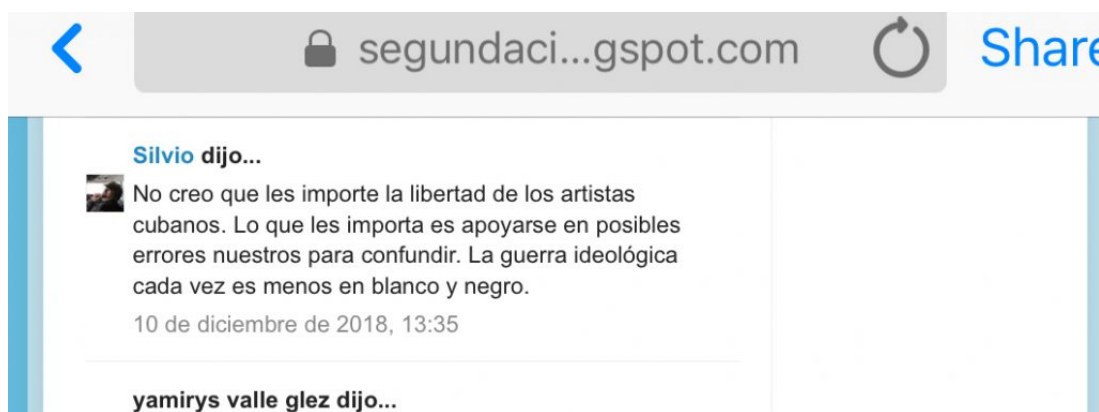 segundaci...gspot.com
Share
Silvio dijo...
No creo que les importe la libertad de los artistas
cubanos. Lo que les importa es apoyarse en posibles
errores nuestros para confundir. La guerra ideológica
cada vez es menos en blanco y negro.
10 de diciembre de 2018, 13:35
yamirys valle glez dijo...